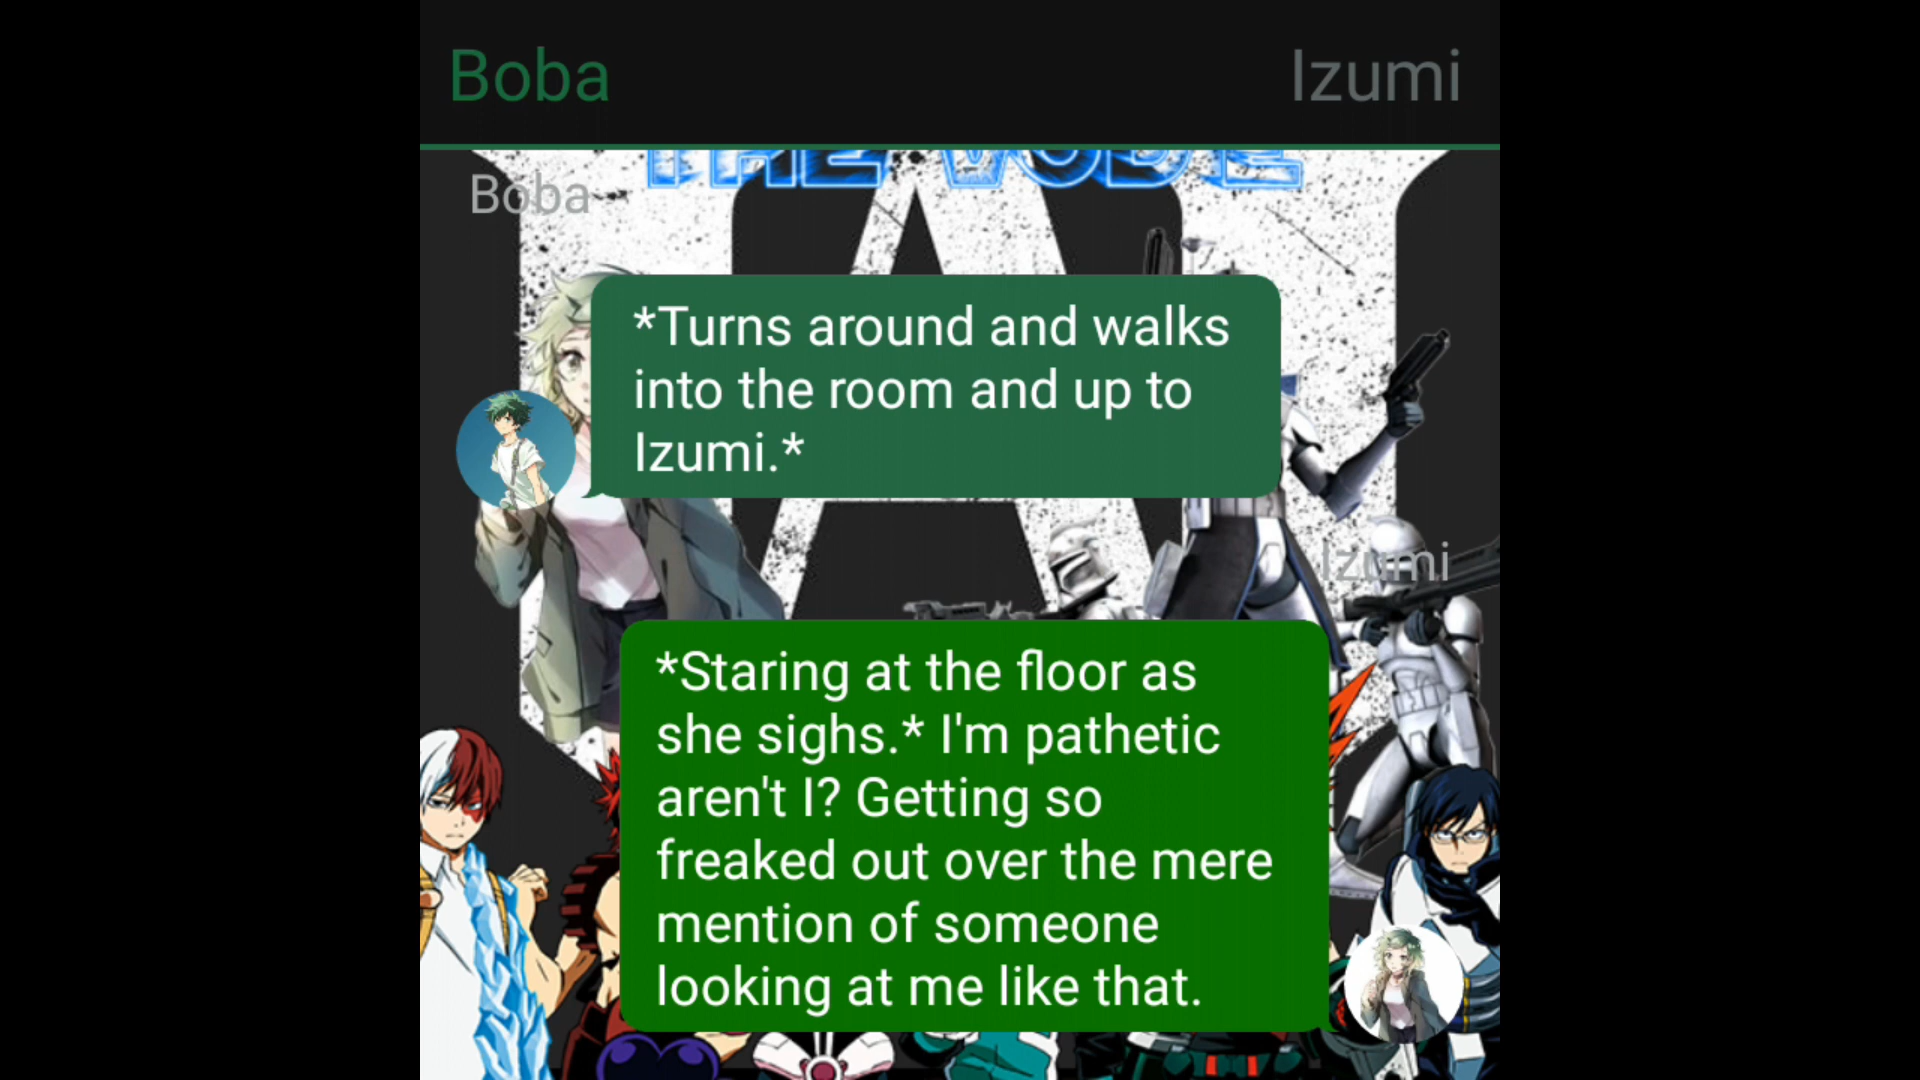 Boba
Izumi
THE VODE
Boba
*Turns around and walks
into the room and up to
Izumi.*
Izumi
*Staring at the floor as
she sighs.* I'm pathetic
aren't I? Getting so
freaked out over the mere
mention of someone
looking at me like that.